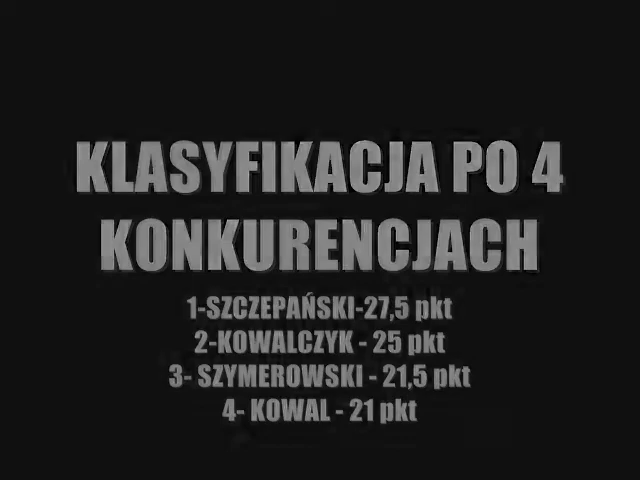 KLASYFIKACJA PO 4
KONKURENCJACH
1-SZCZEPAŃSKI-27,5 pkt
2-KOWALCZYK - 25 pkt
3- SZYMEROWSKI - 21,5 pkt
4- KOWAL - 21 pkt